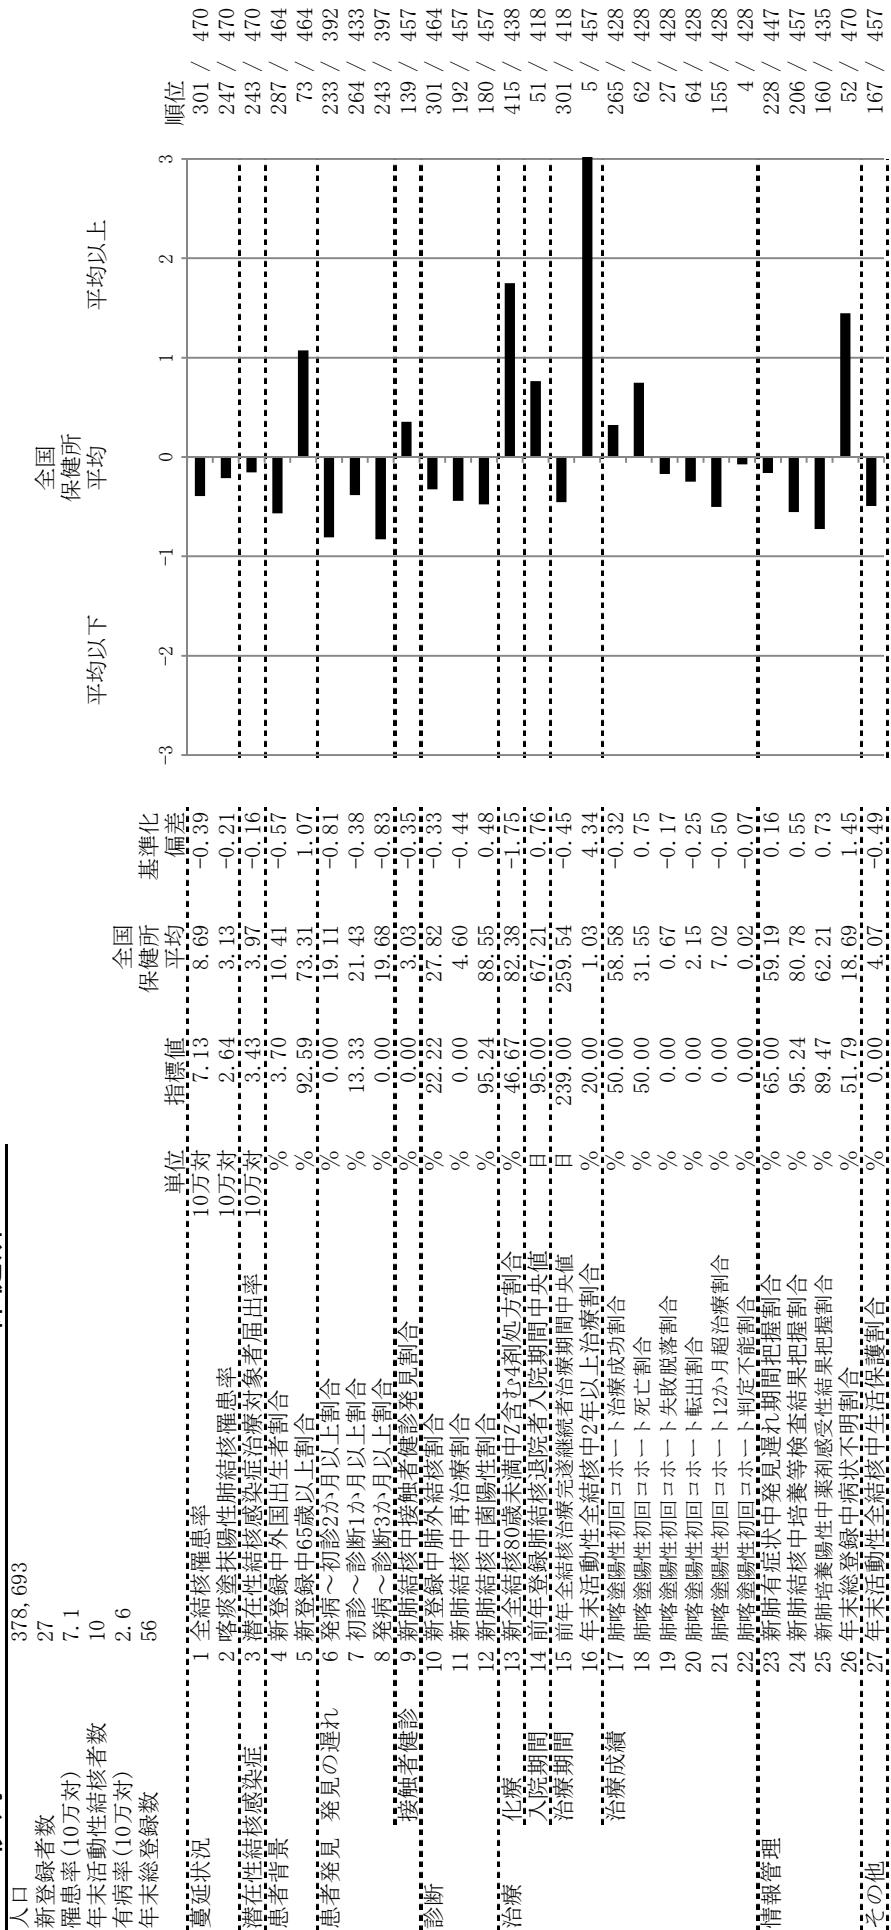 人口 378,693
新登録者数 27
罹患率(10万対) 7.1
年末活動性結核者数 10
有病率(10万対) 2.6
年末総登録数 56
単位 指標値 全国保健所平均 基準化偏差 平均以下 全国保健所平均 平均以上 順位
蔓延状況 1 全結核罹患率 10万対 7.13 8.69 -0.39 301 / 470
2 喀痰塗抹陽性肺結核罹患率 10万対 2.64 3.13 -0.21 247 / 470
潜在性結核感染症 3 潜在性結核感染症治療対象者届出率 10万対 3.43 3.97 -0.16 243 / 470
患者背景 4 新登録中外国出生者割合 % 3.70 10.41 -0.57 287 / 464
5 新登録中65歳以上割合 % 92.59 73.31 1.07 73 / 464
患者発見 発見の遅れ 6 発病~初診2か月以上割合 % 0.00 19.11 -0.81 233 / 392
7 初診~診断1か月以上割合 % 13.33 21.43 -0.38 264 / 433
8 発病~診断3か月以上割合 % 0.00 19.68 -0.83 243 / 397
接触者健診 9 新肺結核中接触者健診発見割合 % 0.00 3.03 -0.35 139 / 457
診断 10 新登録中肺外結核割合 % 22.22 27.82 -0.33 301 / 464
11 新肺結核中再治療割合 % 0.00 4.60 -0.44 192 / 457
12 新肺結核中菌陽性割合 % 95.24 88.55 0.48 180 / 457
治療 化療 13 新全結核80歳未満中Z含む4剤処方割合 % 46.67 82.38 -1.75 415 / 438
入院期間 14 前年登録肺結核退院者入院期間中央値 日 95.00 67.21 0.76 51 / 418
治療期間 15 前年全結核治療完遂継続者治療期間中央値 日 239.00 259.54 -0.45 301 / 418
16 年末活動性全結核中2年以上治療割合 % 20.00 1.03 4.34 5 / 457
治療成績 17 肺喀塗陽性初回コホート治療成功割合 % 50.00 58.58 -0.32 265 / 428
18 肺喀塗陽性初回コホート死亡割合 % 50.00 31.55 0.75 62 / 428
19 肺喀塗陽性初回コホート失敗脱落割合 % 0.00 0.67 -0.17 27 / 428
20 肺喀塗陽性初回コホート転出割合 % 0.00 2.15 -0.25 64 / 428
21 肺喀塗陽性初回コホート12か月超治療割合 % 0.00 7.02 -0.50 155 / 428
22 肺喀塗陽性初回コホート判定不能割合 % 0.00 0.02 -0.07 4 / 428
情報管理 23 新肺有症状中発見遅れ期間把握割合 % 65.00 59.19 0.16 228 / 447
24 新肺結核中培養等検査結果把握割合 % 95.24 80.78 0.55 206 / 457
25 新肺培養陽性中薬剤感受性結果把握割合 % 89.47 62.21 0.73 160 / 435
26 年末総登録中病状不明割合 % 51.79 18.69 1.45 52 / 470
その他 27 年末活動性全結核中生活保護割合 % 0.00 4.07 -0.49 167 / 457
-3 -2 -1 0 1 2 3